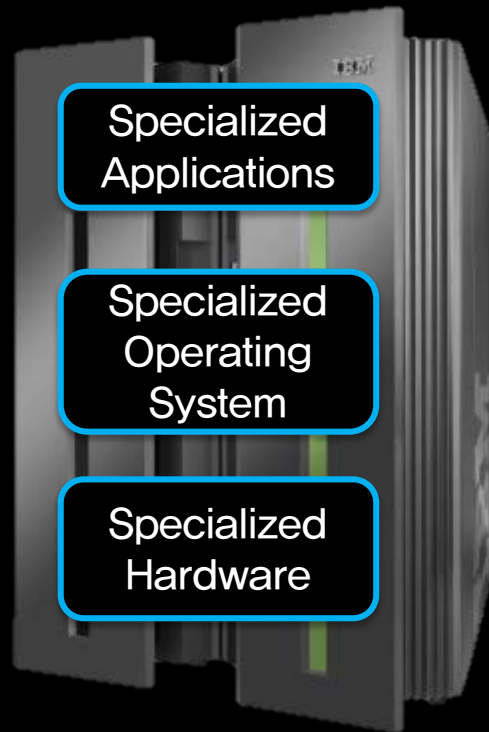 IBM
Specialized
Applications
Specialized
Operating
System
Specialized
Hardware